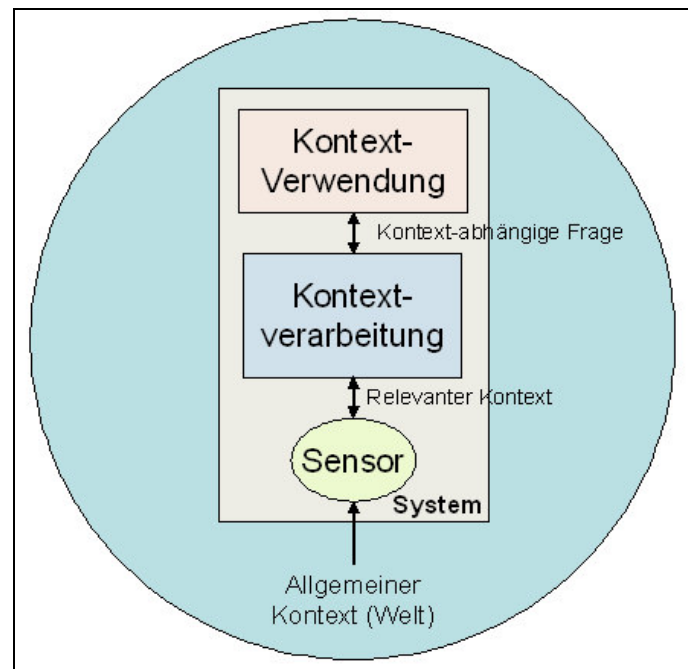 Kontext-
Verwendung
Kontext-abhängige Frage
Kontext-
verarbeitung
Relevanter Kontext
Sensor
System
Allgemeiner
Kontext (Welt)